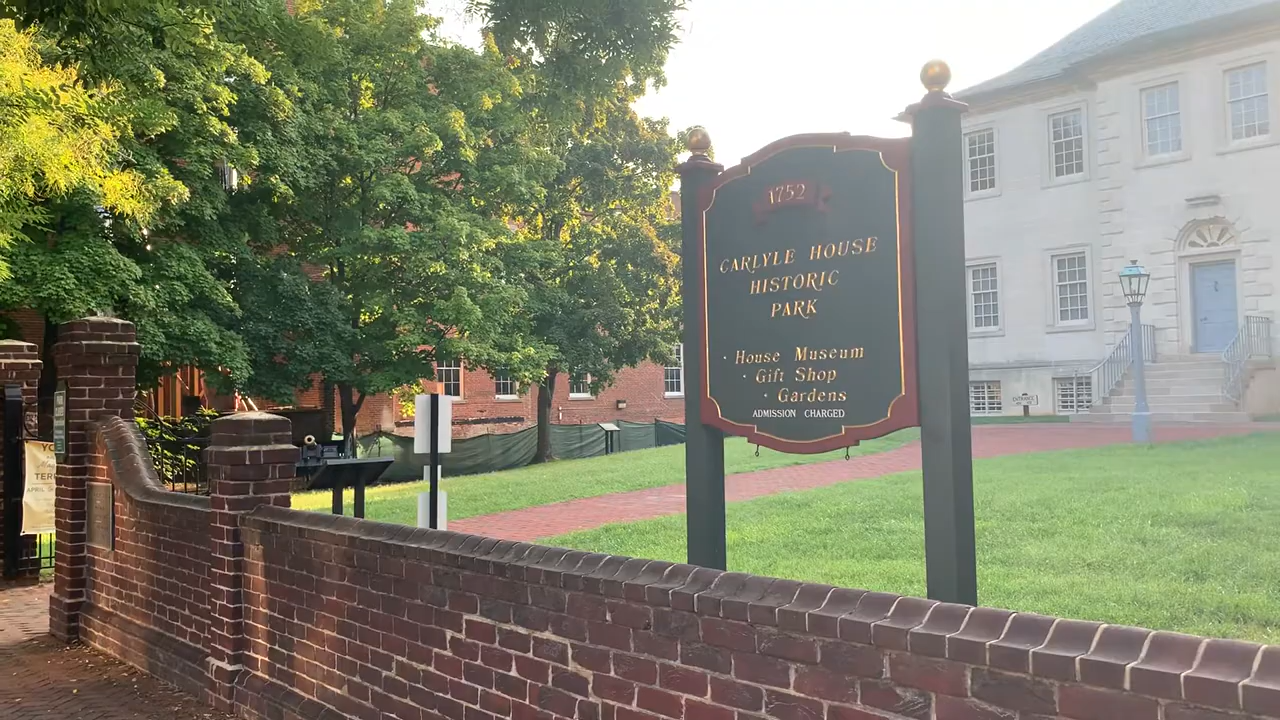 1752
CARLYLE HOUSE
HISTORIC
PARK
· House Museum
· Gift Shop
· Gardens
ADMISSION CHARGED